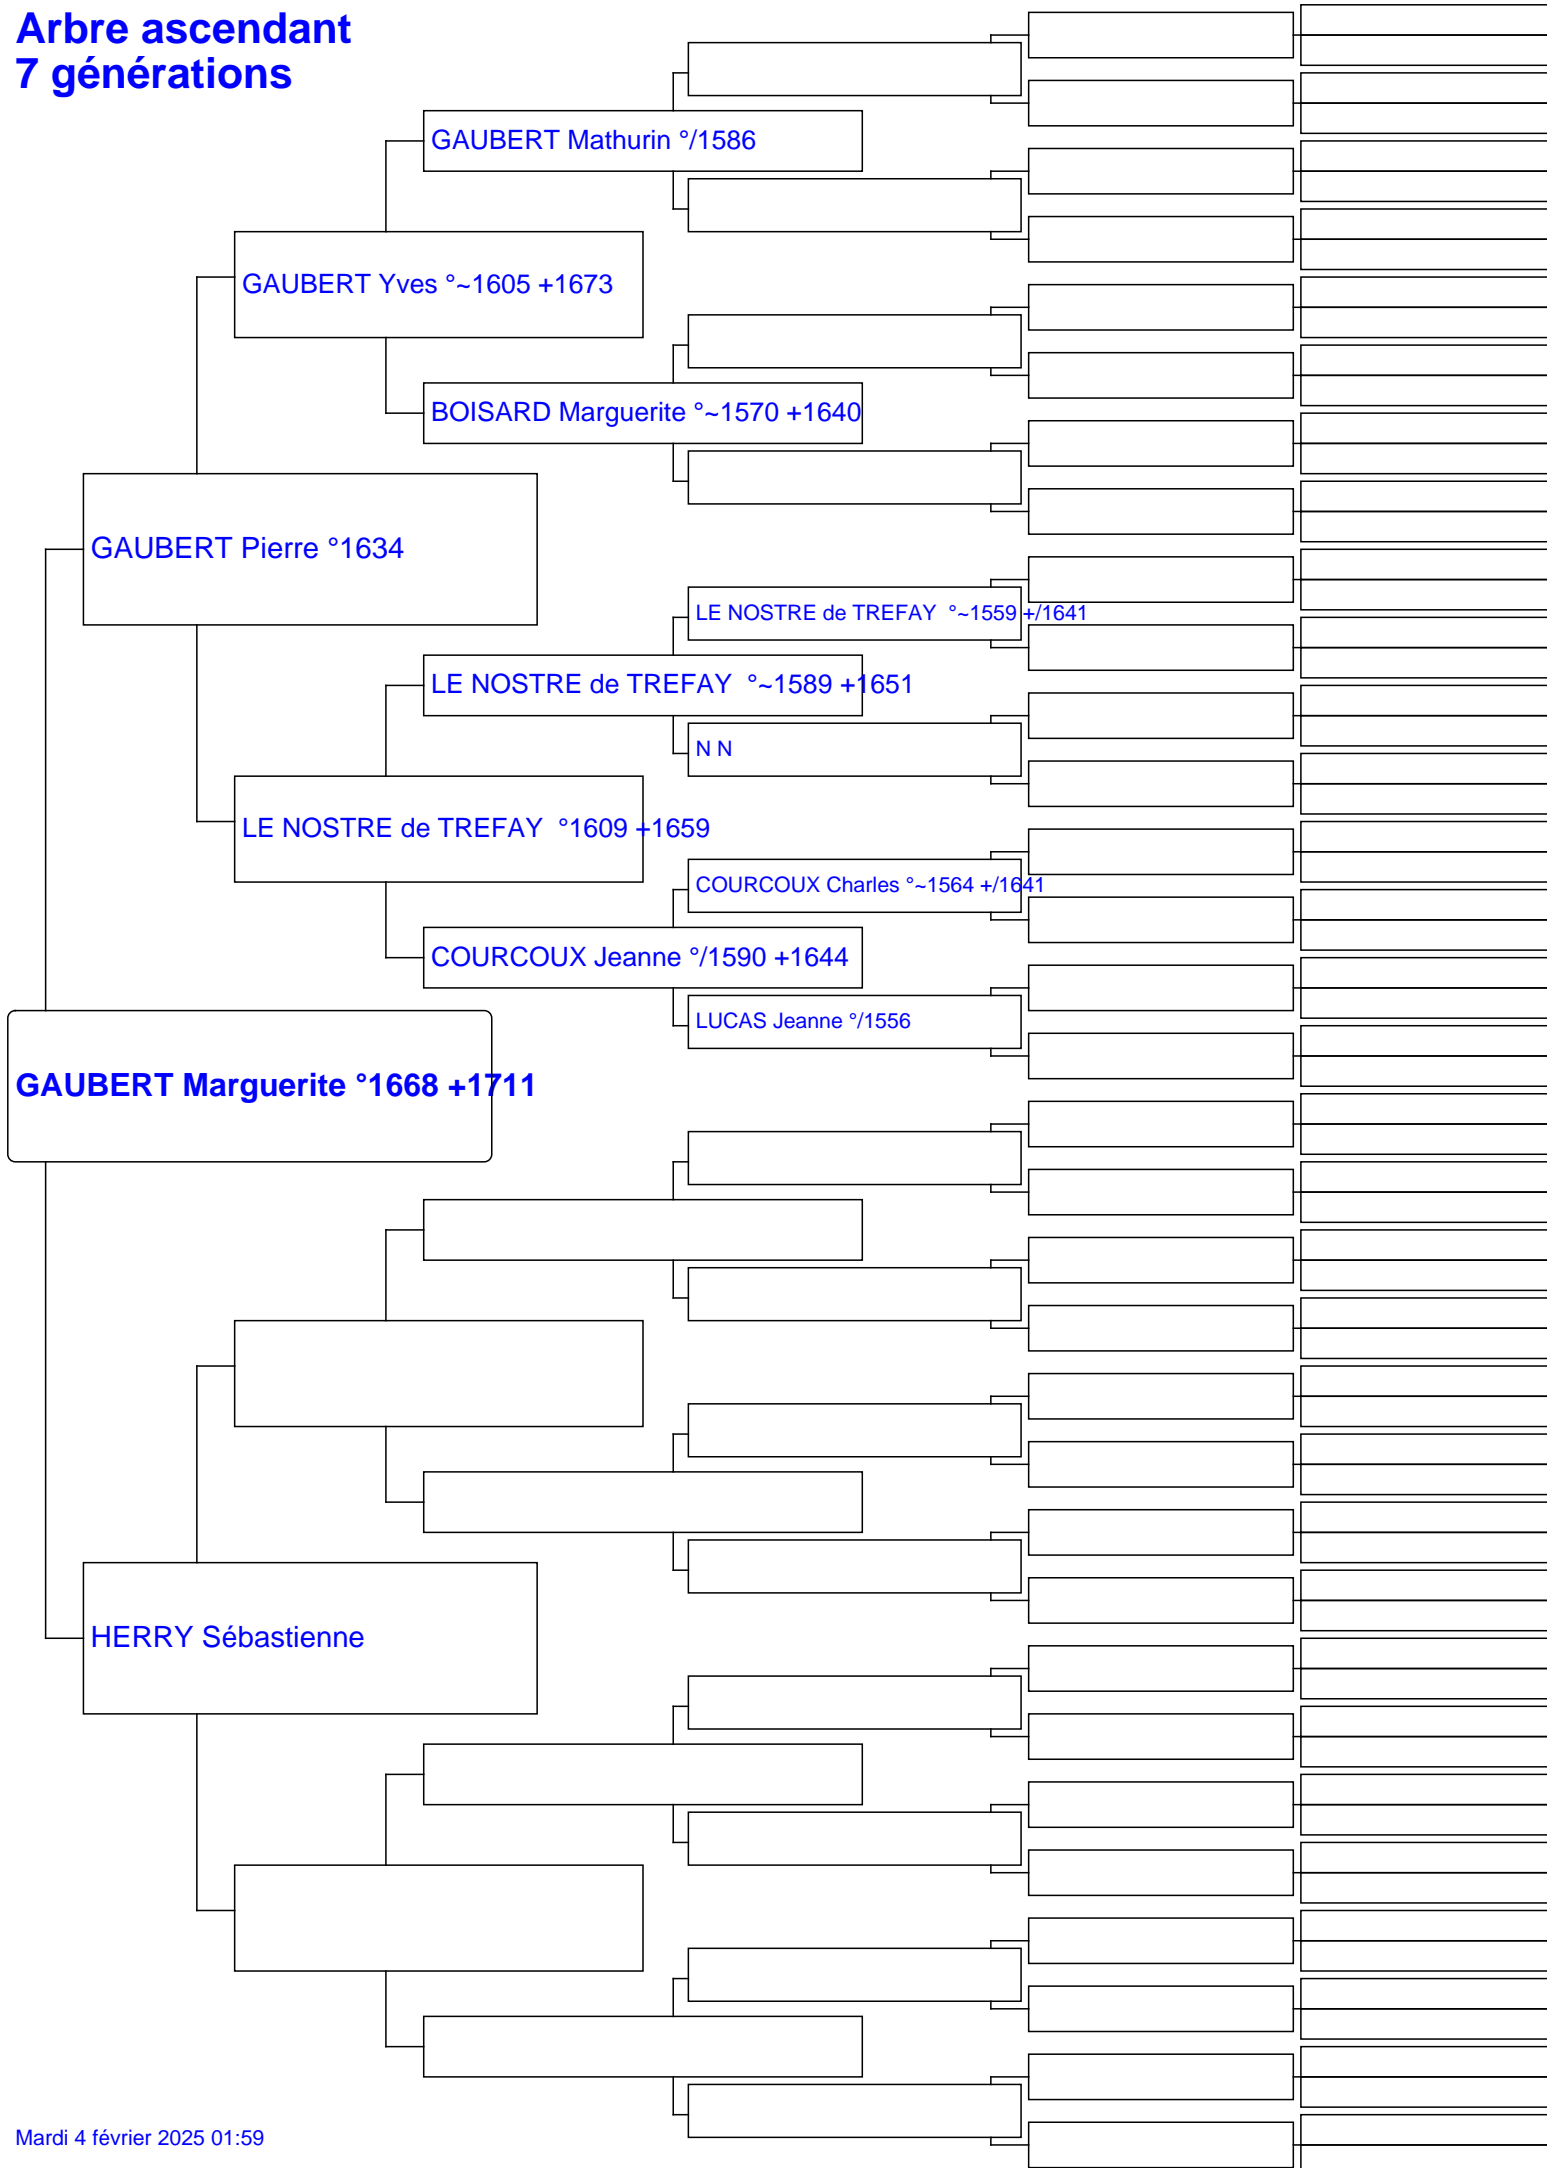 Arbre ascendant
7 générations
GAUBERT Mathurin °/1586
GAUBERT Yves °~1605 +1673
BOISARD Marguerite °~1570 +1640
GAUBERT Pierre °1634
LE NOSTRE de TREFAY  °~1559 +/1641
LE NOSTRE de TREFAY  °~1589 +1651
N N
LE NOSTRE de TREFAY  °1609 +1659
COURCOUX Charles °~1564 +/1641
COURCOUX Jeanne °/1590 +1644
LUCAS Jeanne °/1556
GAUBERT Marguerite °1668 +1711
HERRY Sébastienne
Mardi 4 février 2025 01:59